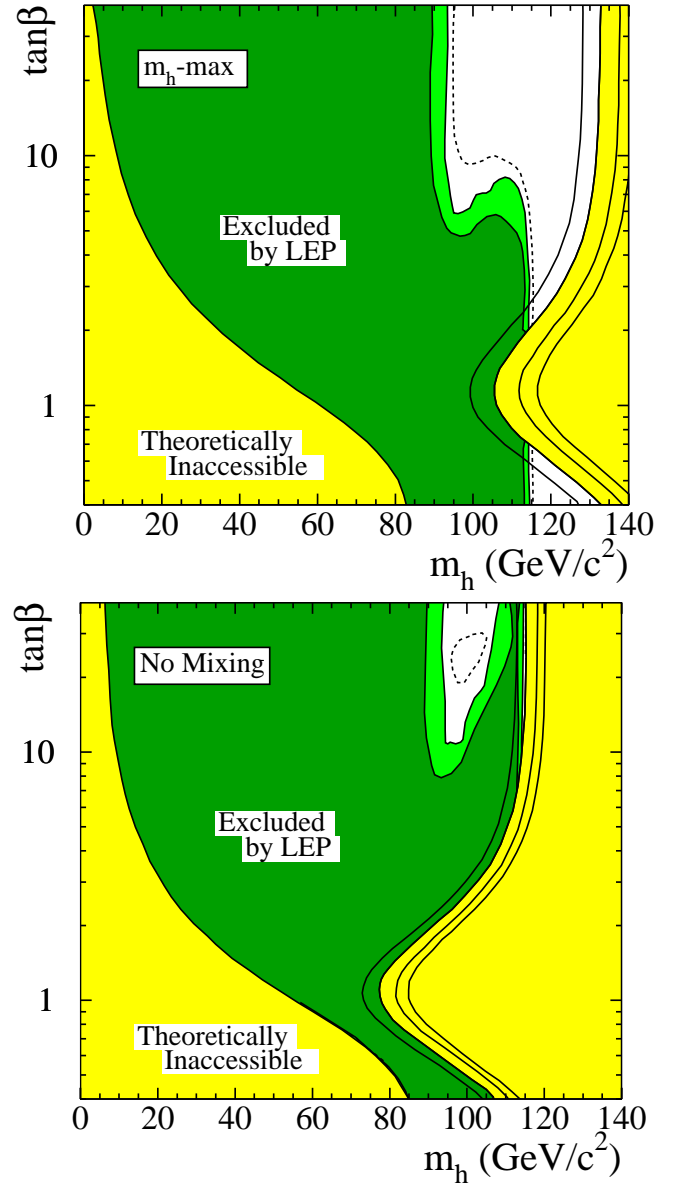 tanβ
m_h-max
10
Excluded
by LEP
1
Theoretically
Inaccessible
0 20 40 60 80 100 120 140
m_h (GeV/c²)
tanβ
No Mixing
10
Excluded
by LEP
1
Theoretically
Inaccessible
0 20 40 60 80 100 120 140
m_h (GeV/c²)